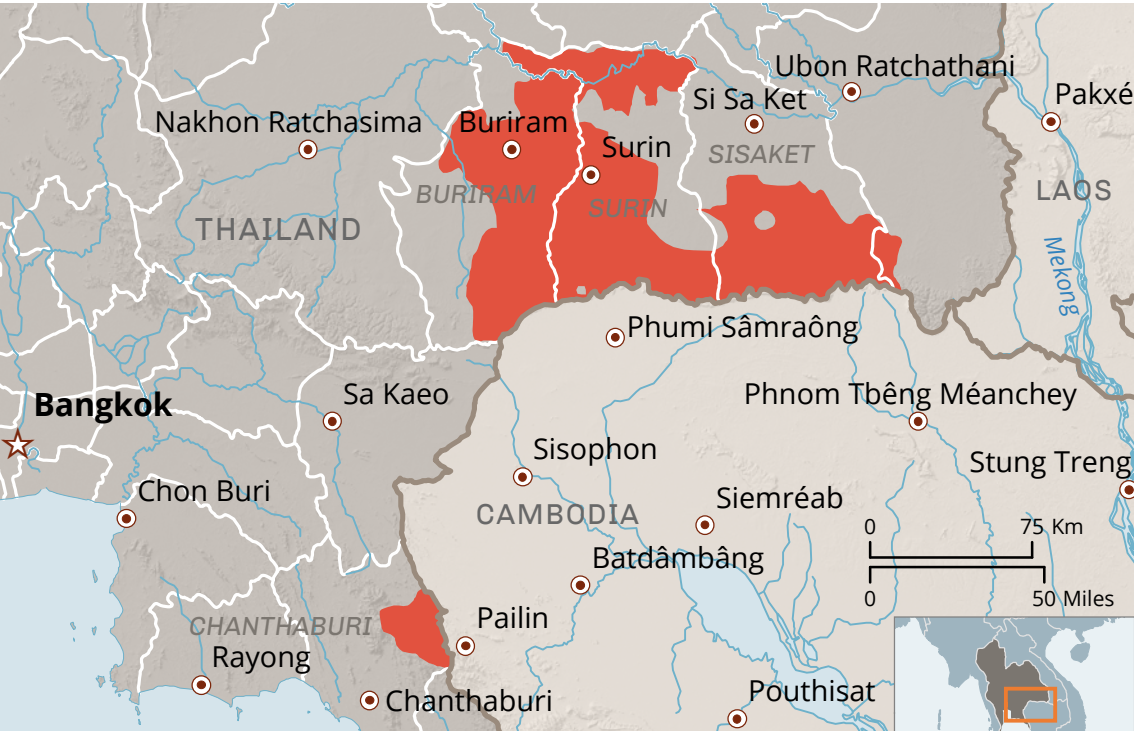 Ubon Ratchathani
Pakxé
Si Sa Ket
Nakhon Ratchasima
Buriram
Surin
SISAKET
BURIRAM
SURIN
LAOS
THAILAND
Mekong
Phumi Sâmraông
Sa Kaeo
Phnom Tbêng Méanchey
Bangkok
Sisophon
Stung Treng
Chon Buri
Siemréab
CAMBODIA
0 75 Km
Batdâmbâng
0 50 Miles
Pailin
CHANTHABURI
Rayong
Chanthaburi
Pouthisat